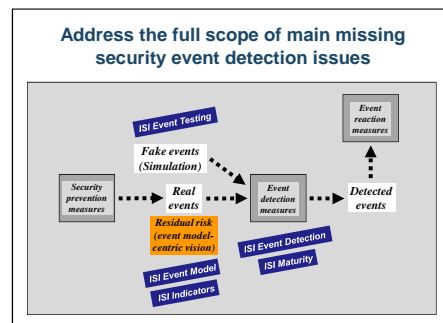 Address the full scope of main missing
security event detection issues
Event
reaction
measures
ISI Event Testing
Fake events
(Simulation)
Security
prevention
measures
Real
events
Event
detection
measures
Detected
events
Residual risk
(event model-
centric vision)
ISI Event Detection
ISI Maturity
ISI Event Model
ISI Indicators